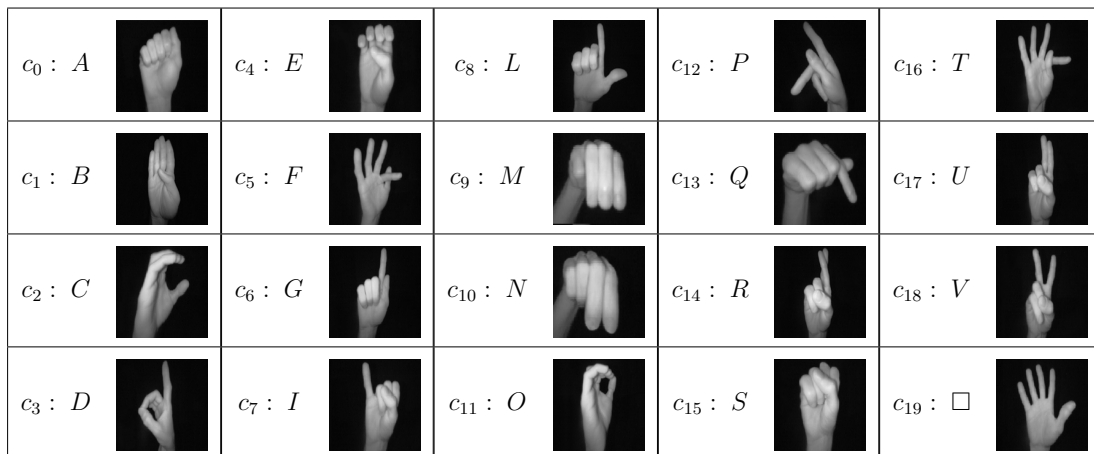 c₀ : A c₄ : E c₈ : L c₁₂ : P c₁₆ : T
c₁ : B c₅ : F c₉ : M c₁₃ : Q c₁₇ : U
c₂ : C c₆ : G c₁₀ : N c₁₄ : R c₁₈ : V
c₃ : D c₇ : I c₁₁ : O c₁₅ : S c₁₉ : □